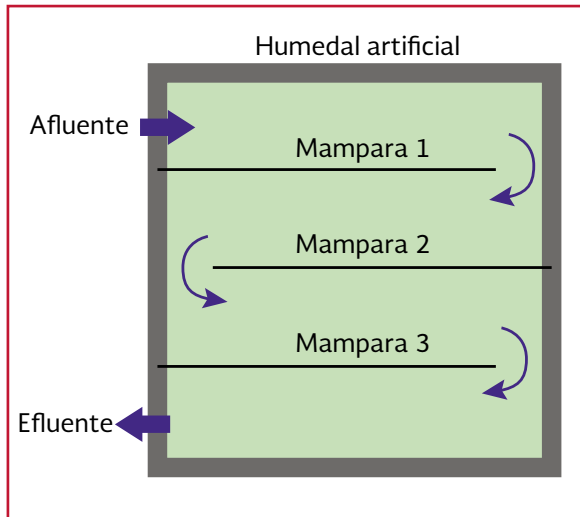 Humedal artificial
Afluente
Mampara 1
Mampara 2
Mampara 3
Efluente